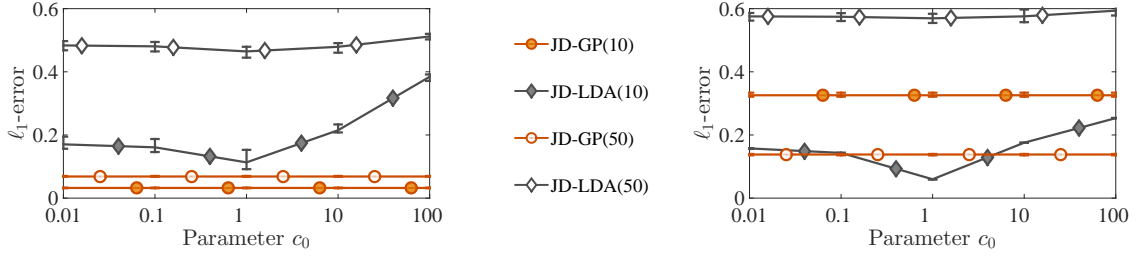 0.6
0.4
0.2
0
ℓ₁-error
0.01 0.1 1 10 100
Parameter c₀
JD-GP(10)
JD-LDA(10)
JD-GP(50)
JD-LDA(50)
0.6
0.4
0.2
0
ℓ₁-error
0.01 0.1 1 10 100
Parameter c₀